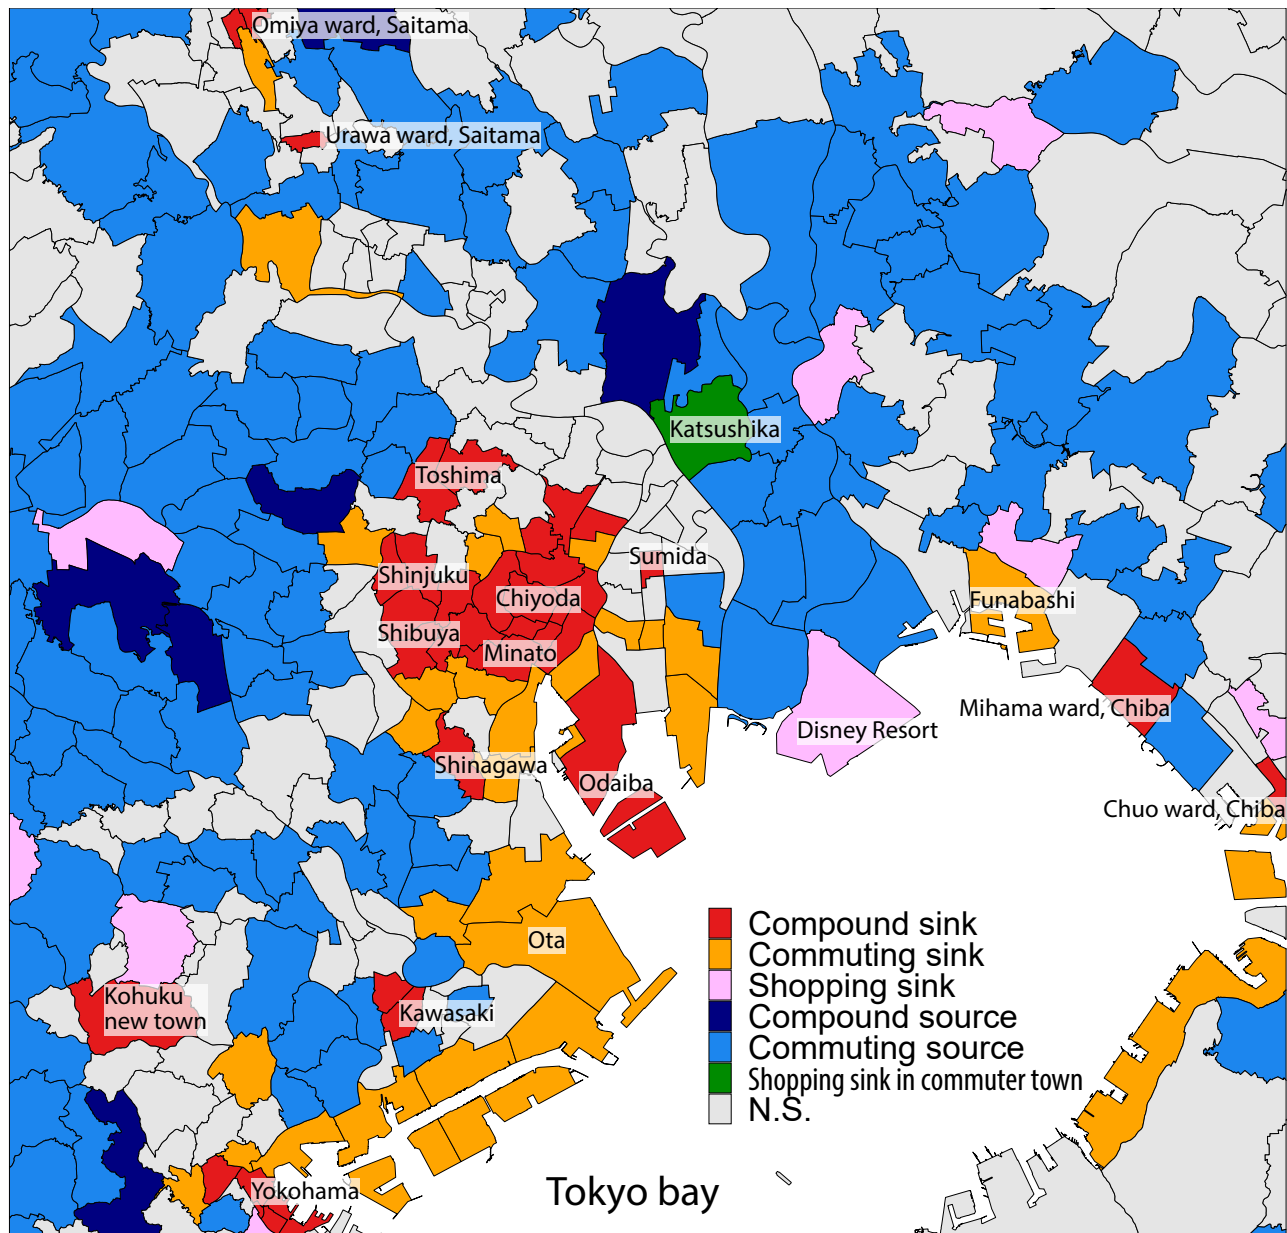 Omiya ward, Saitama
Urawa ward, Saitama
Katsushika
Toshima
Sumida
Shinjuku
Chiyoda
Funabashi
Shibuya
Minato
Mihama ward, Chiba
Disney Resort
Shinagawa
Odaiba
Chuo ward, Chiba
Ota
Kohuku
new town
Kawasaki
Yokohama
Tokyo bay
Compound sink
Commuting sink
Shopping sink
Compound source
Commuting source
Shopping sink in commuter town
N.S.